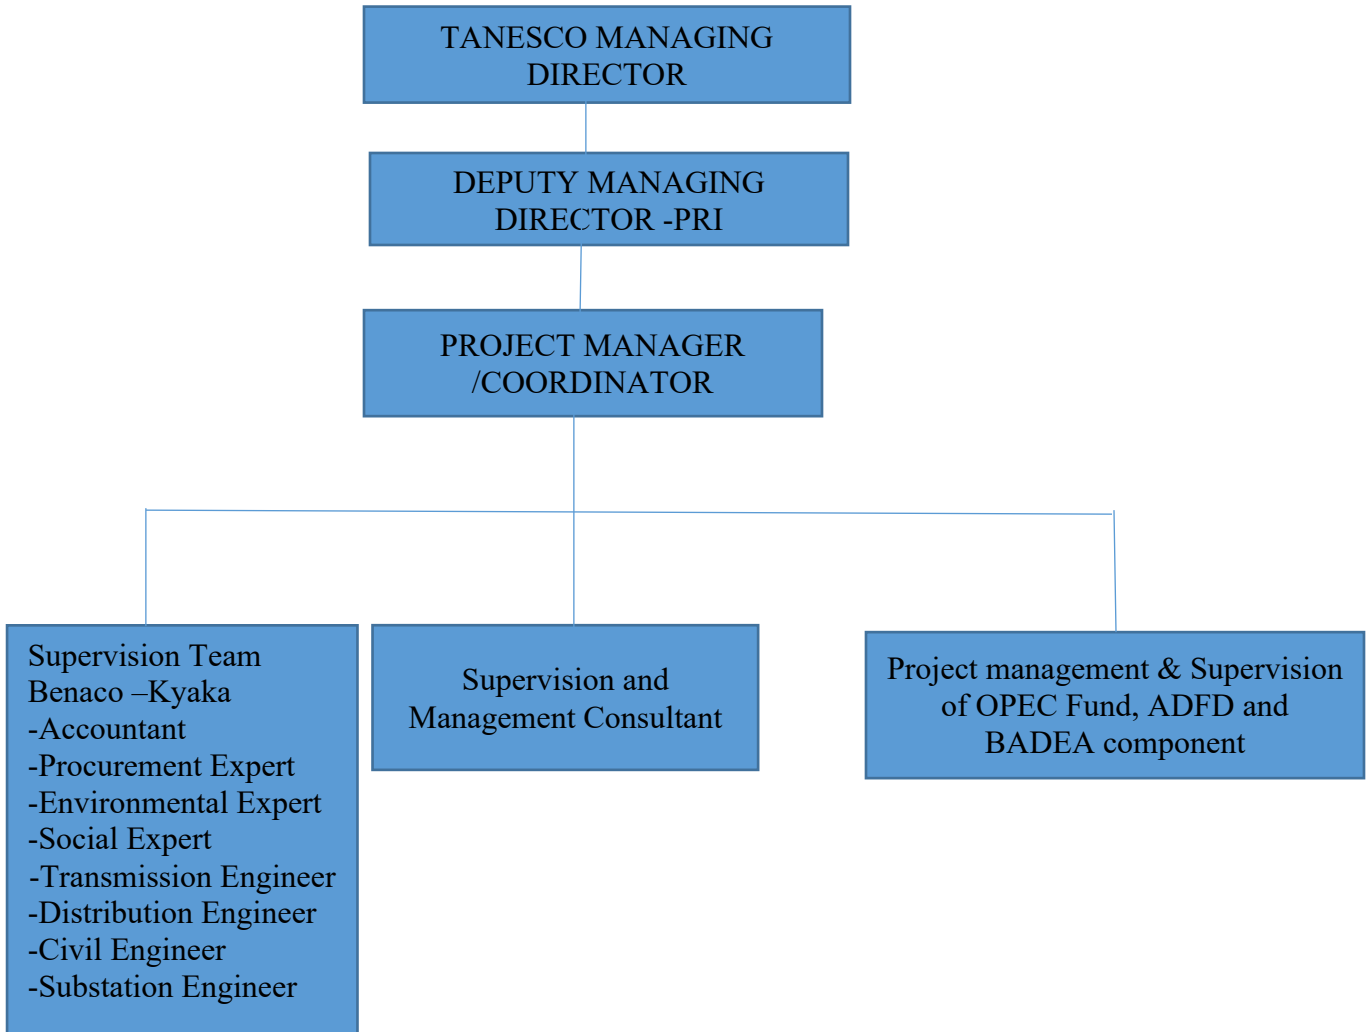 TANESCO MANAGING
DIRECTOR
DEPUTY MANAGING
DIRECTOR -PRI
PROJECT MANAGER
/COORDINATOR
Supervision Team
Benaco –Kyaka
-Accountant
-Procurement Expert
-Environmental Expert
-Social Expert
-Transmission Engineer
-Distribution Engineer
-Civil Engineer
-Substation Engineer
Supervision and
Management Consultant
Project management & Supervision
of OPEC Fund, ADFD and
BADEA component